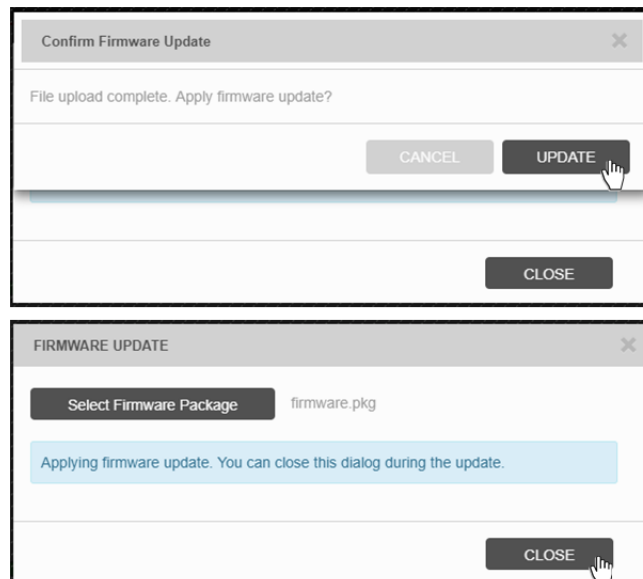 Confirm Firmware Update
File upload complete. Apply firmware update?
CANCEL UPDATE
CLOSE
FIRMWARE UPDATE
Select Firmware Package firmware.pkg
Applying firmware update. You can close this dialog during the update.
CLOSE